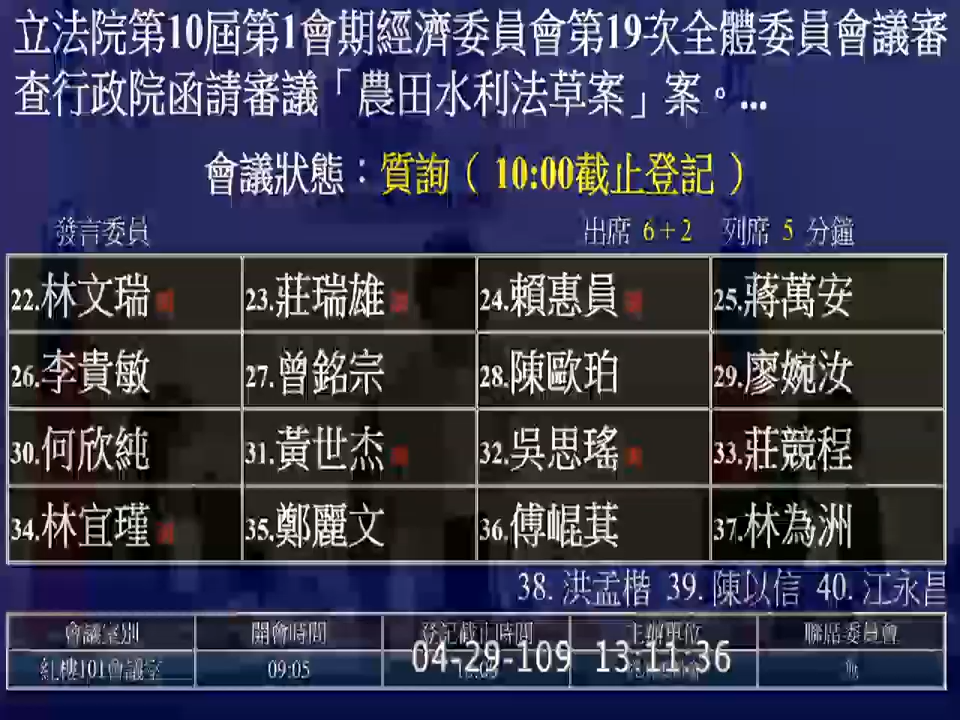 立法院第10屆第1會期經濟委員會第19次全體委員會議審
查行政院函請審議「農田水利法草案」案。...
會議狀態：質詢（ 10:00截止登記 ）
發言委員 出席 6+2 列席 5 分鐘
22.林文瑞 23.莊瑞雄 24.賴惠員 25.蔣萬安
26.李貴敏 27.曾銘宗 28.陳歐珀 29.廖婉汝
30.何欣純 31.黃世杰 32.吳思瑤 33.莊競程
34.林宜瑾 35.鄭麗文 36.傅崐萁 37.林為洲
38. 洪孟楷 39. 陳以信 40. 江永昌
會議室別 開會時間 登記截止時間 主辦單位 聯席委員會
紅樓101會議室 09:05
04-29-109 13:11:36